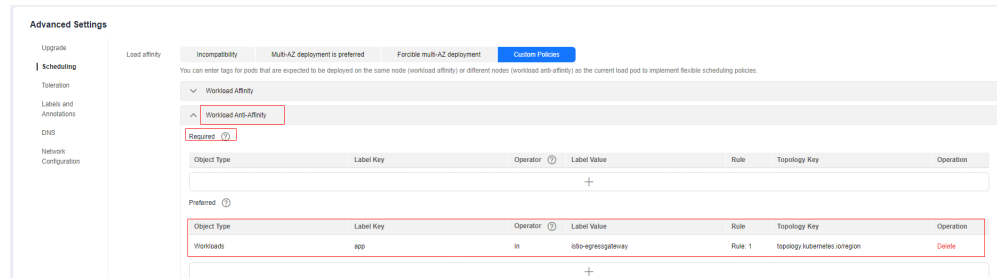 Advanced Settings
Upgrade
Scheduling
Toleration
Labels and
Annotations
DNS
Network
Configuration
Load affinity
Incompatibility Multi-AZ deployment is preferred Forcible multi-AZ deployment Custom Policies
You can enter tags for pods that are expected to be deployed on the same node (workload affinity) or different nodes (workload anti-affinity) as the current load pod to implement flexible scheduling policies.
Workload Affinity
Workload Anti-Affinity
Required ?
Object Type Label Key Operator ? Label Value Rule Topology Key Operation
+
Preferred ?
Object Type Label Key Operator ? Label Value Rule Topology Key Operation
Workloads app In istio-egressgateway Rule: 1 topology.kubernetes.io/region Delete
+